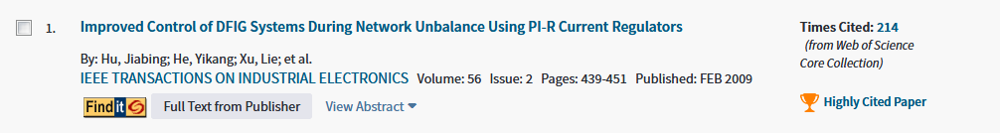 1. Improved Control of DFIG Systems During Network Unbalance Using PI-R Current Regulators
By: Hu, Jiabing; He, Yikang; Xu, Lie; et al.
IEEE TRANSACTIONS ON INDUSTRIAL ELECTRONICS Volume: 56 Issue: 2 Pages: 439-451 Published: FEB 2009
Find it S Full Text from Publisher View Abstract
Times Cited: 214
(from Web of Science
Core Collection)
Highly Cited Paper